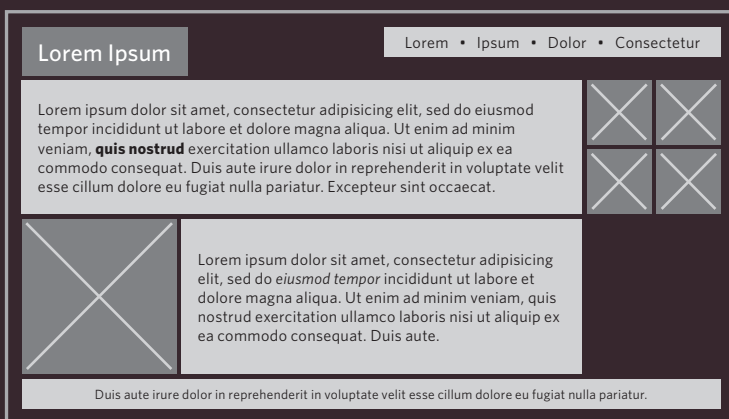 Lorem Ipsum
Lorem • Ipsum • Dolor • Consectetur
Lorem ipsum dolor sit amet, consectetur adipisicing elit, sed do eiusmod
tempor incididunt ut labore et dolore magna aliqua. Ut enim ad minim
veniam, quis nostrud exercitation ullamco laboris nisi ut aliquip ex ea
commodo consequat. Duis aute irure dolor in reprehenderit in voluptate velit
esse cillum dolore eu fugiat nulla pariatur. Excepteur sint occaecat.
Lorem ipsum dolor sit amet, consectetur adipisicing
elit, sed do eiusmod tempor incididunt ut labore et
dolore magna aliqua. Ut enim ad minim veniam, quis
nostrud exercitation ullamco laboris nisi ut aliquip ex
ea commodo consequat. Duis aute.
Duis aute irure dolor in reprehenderit in voluptate velit esse cillum dolore eu fugiat nulla pariatur.